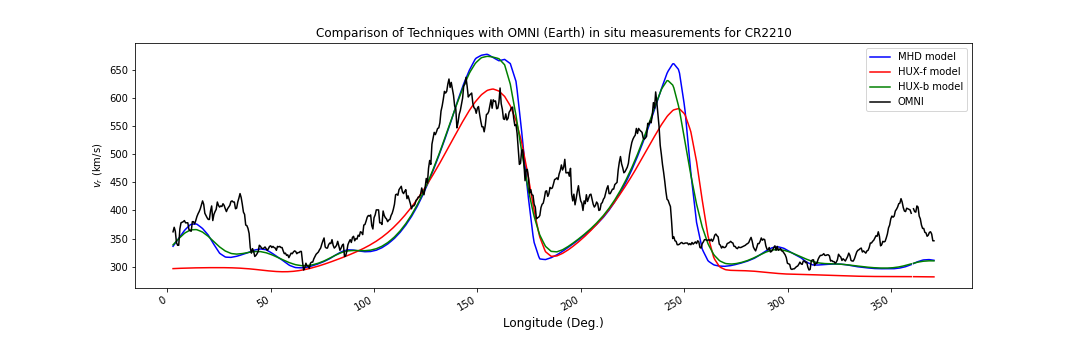 Comparison of Techniques with OMNI (Earth) in situ measurements for CR2210
MHD model
HUX-f model
HUX-b model
OMNI
650
600
550
500
450
400
350
300
v_r (km/s)
0
50
100
150
200
250
300
350
Longitude (Deg.)